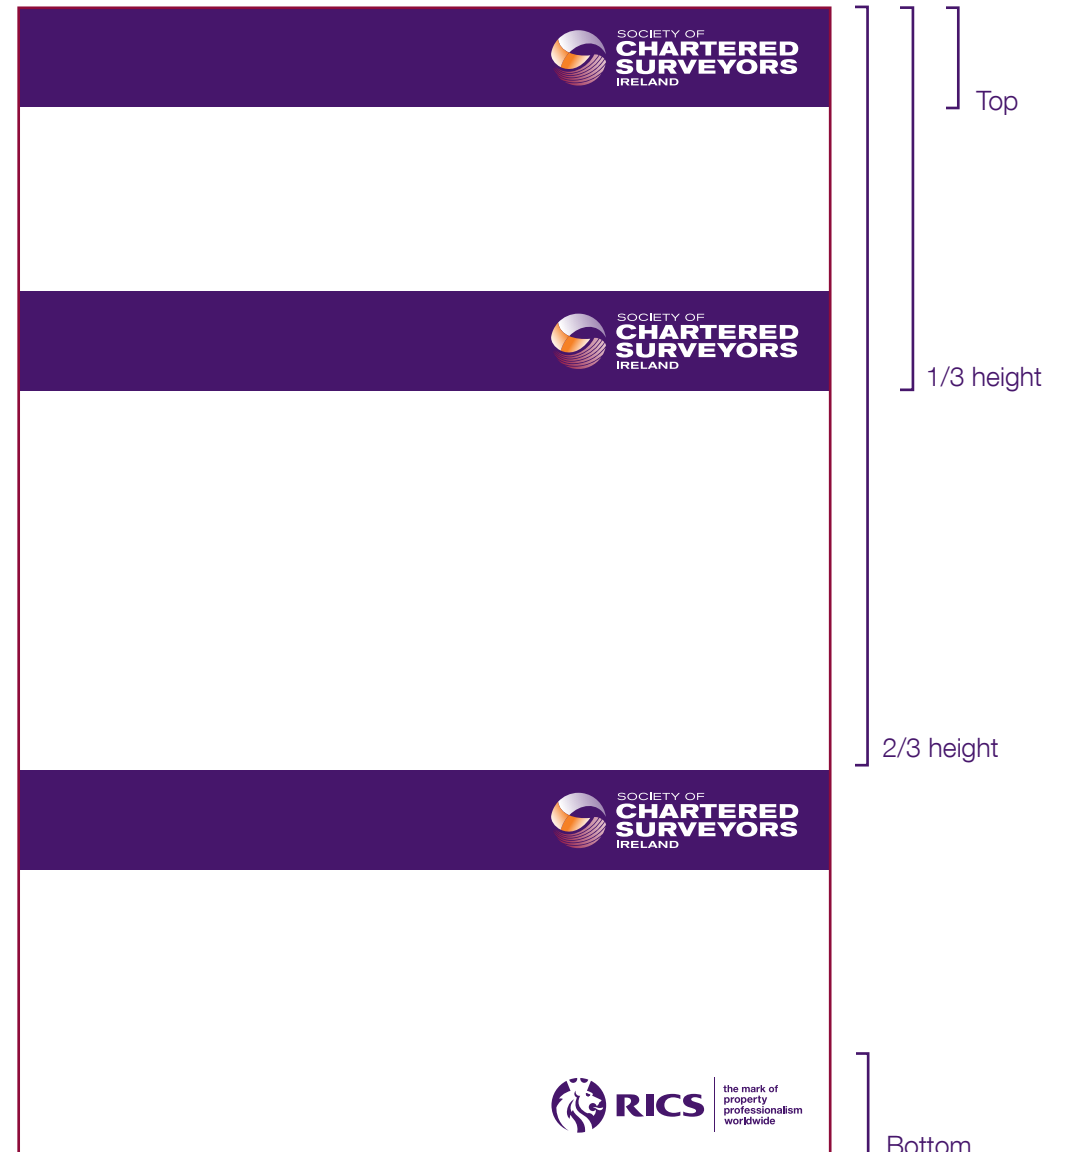 SOCIETY OF
CHARTERED
SURVEYORS
IRELAND
Top
SOCIETY OF
CHARTERED
SURVEYORS
IRELAND
1/3 height
2/3 height
SOCIETY OF
CHARTERED
SURVEYORS
IRELAND
RICS
the mark of
property
professionalism
worldwide
Bottom